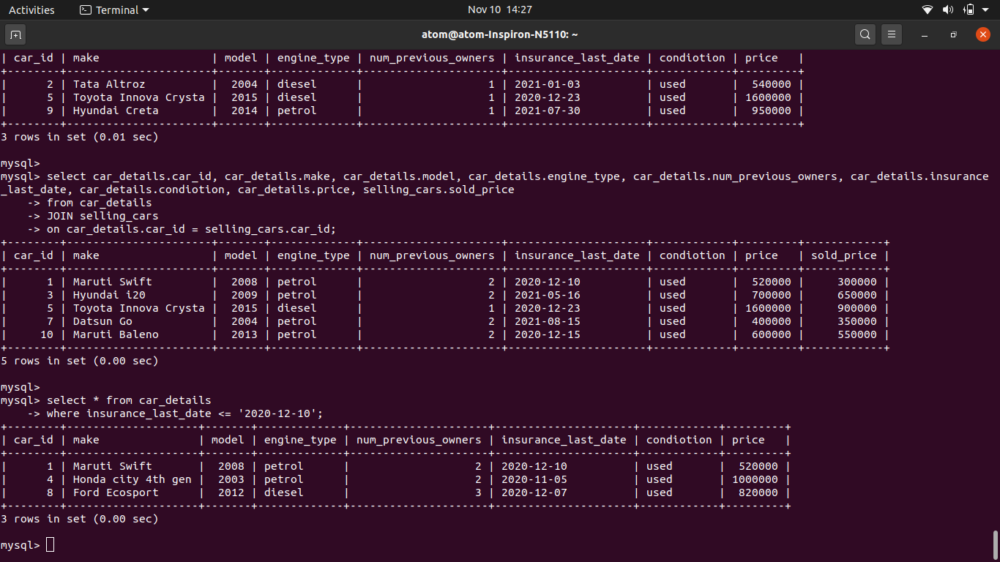 Activities Terminal Nov 10 14:27
atom@atom-Inspiron-N5110: ~
| car_id | make                 | model | engine_type | num_previous_owners | insurance_last_date | condiotion | price   |
+--------+----------------------+-------+-------------+---------------------+---------------------+------------+---------+
|      2 | Tata Altroz          |  2004 | diesel      |                   1 | 2021-01-03          | used       |  540000 |
|      5 | Toyota Innova Crysta |  2015 | diesel      |                   1 | 2020-12-23          | used       | 1600000 |
|      9 | Hyundai Creta        |  2014 | petrol      |                   1 | 2021-07-30          | used       |  950000 |
+--------+----------------------+-------+-------------+---------------------+---------------------+------------+---------+
3 rows in set (0.01 sec)

mysql>
mysql> select car_details.car_id, car_details.make, car_details.model, car_details.engine_type, car_details.num_previous_owners, car_details.insurance
_last_date, car_details.condiotion, car_details.price, selling_cars.sold_price
    -> from car_details
    -> JOIN selling_cars
    -> on car_details.car_id = selling_cars.car_id;
+--------+----------------------+-------+-------------+---------------------+---------------------+------------+---------+------------+
| car_id | make                 | model | engine_type | num_previous_owners | insurance_last_date | condiotion | price   | sold_price |
+--------+----------------------+-------+-------------+---------------------+---------------------+------------+---------+------------+
|      1 | Maruti Swift         |  2008 | petrol      |                   2 | 2020-12-10          | used       |  520000 |     300000 |
|      3 | Hyundai i20          |  2009 | petrol      |                   2 | 2021-05-16          | used       |  700000 |     650000 |
|      5 | Toyota Innova Crysta |  2015 | diesel      |                   1 | 2020-12-23          | used       | 1600000 |     900000 |
|      7 | Datsun Go            |  2004 | petrol      |                   2 | 2021-08-15          | used       |  400000 |     350000 |
|     10 | Maruti Baleno        |  2013 | petrol      |                   2 | 2020-12-15          | used       |  600000 |     550000 |
+--------+----------------------+-------+-------------+---------------------+---------------------+------------+---------+------------+
5 rows in set (0.00 sec)

mysql>
mysql> select * from car_details
    -> where insurance_last_date <= '2020-12-10';
+--------+--------------------+-------+-------------+---------------------+---------------------+------------+---------+
| car_id | make               | model | engine_type | num_previous_owners | insurance_last_date | condiotion | price   |
+--------+--------------------+-------+-------------+---------------------+---------------------+------------+---------+
|      1 | Maruti Swift       |  2008 | petrol      |                   2 | 2020-12-10          | used       |  520000 |
|      4 | Honda city 4th gen |  2003 | petrol      |                   2 | 2020-11-05          | used       | 1000000 |
|      8 | Ford Ecosport      |  2012 | diesel      |                   3 | 2020-12-07          | used       |  820000 |
+--------+--------------------+-------+-------------+---------------------+---------------------+------------+---------+
3 rows in set (0.00 sec)

mysql>